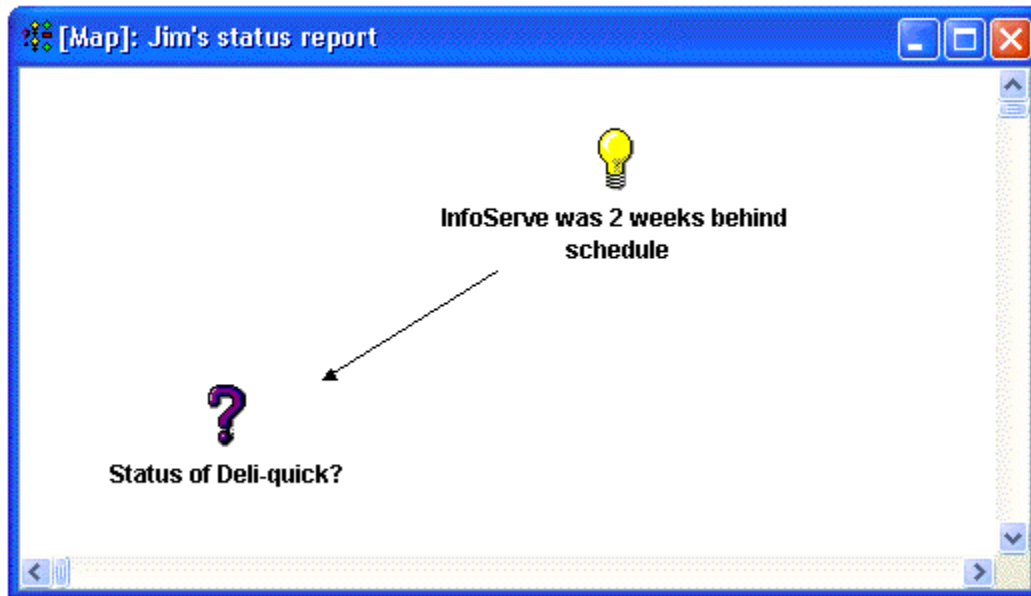 [Map]: Jim's status report
InfoServe was 2 weeks behind
schedule
Status of Deli-quick?